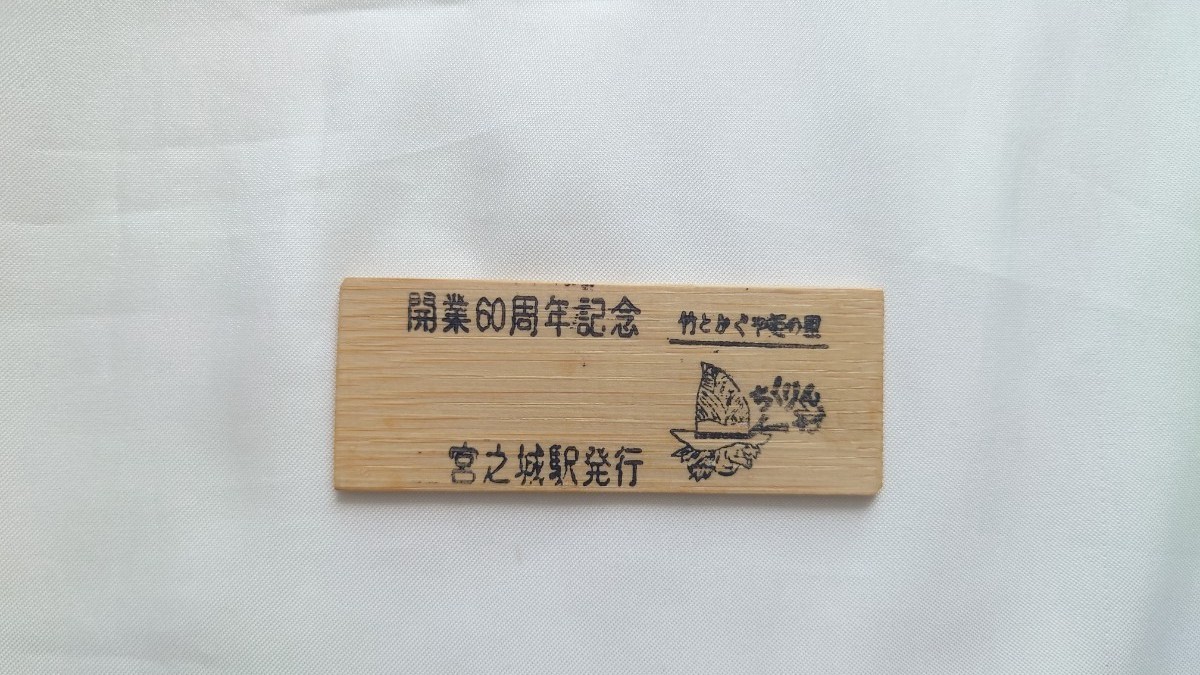 開業60周年記念
竹とかぐや姫の里
ちくりん
宮之城駅発行